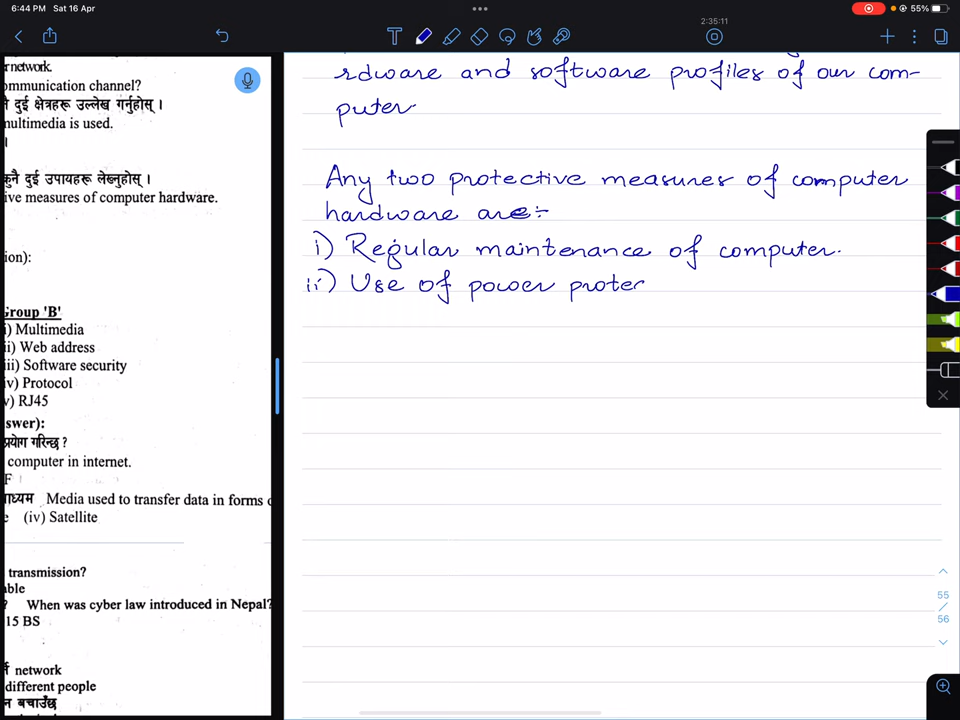 6:44 PM Sat 16 Apr
55%
2:35:11
r network.
ommunication channel?
ै दुई क्षेत्रहरू उल्लेख गर्नुहोस् ।
multimedia is used.
।
कुनै दुई उपायहरू लेख्नुहोस् ।
ive measures of computer hardware.
ion):
Group 'B'
i) Multimedia
ii) Web address
iii) Software security
iv) Protocol
v) RJ45
swer):
प्रयोग गरिन्छ ?
computer in internet.
F
माध्यम Media used to transfer data in forms o
e (iv) Satellite
transmission?
able
? When was cyber law introduced in Nepal?
15 BS
network
different people
न बचाउँछ
rdware and software profiles of our com-
puter
Any two protective measures of computer
hardware are:-
i) Regular maintenance of computer.
ii) Use of power protec
55
/
56